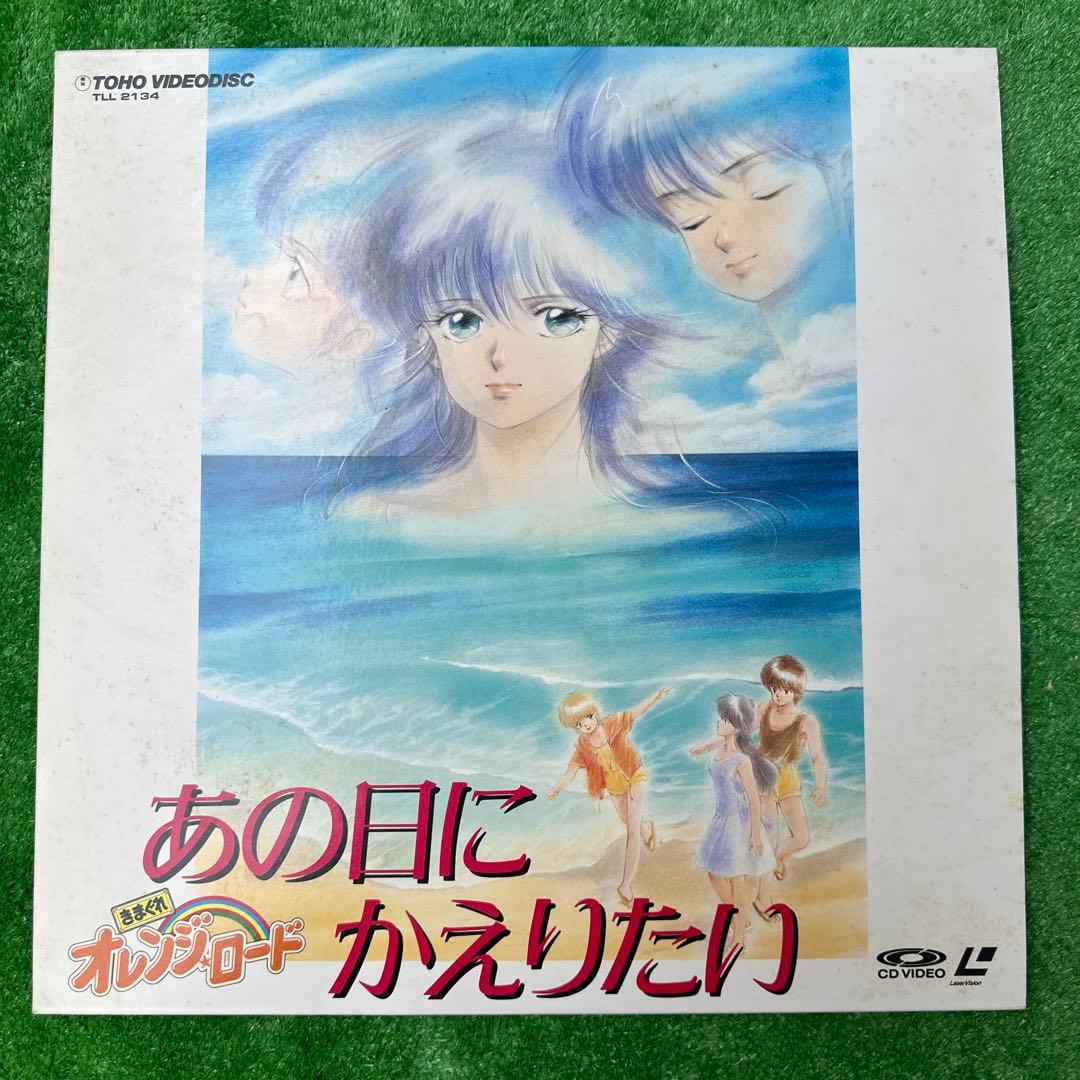 TOHO VIDEODISC
TLL 2134
あの日に
かえりたい
きまぐれ
オレンジ☆ロード
CD VIDEO
LaserVision